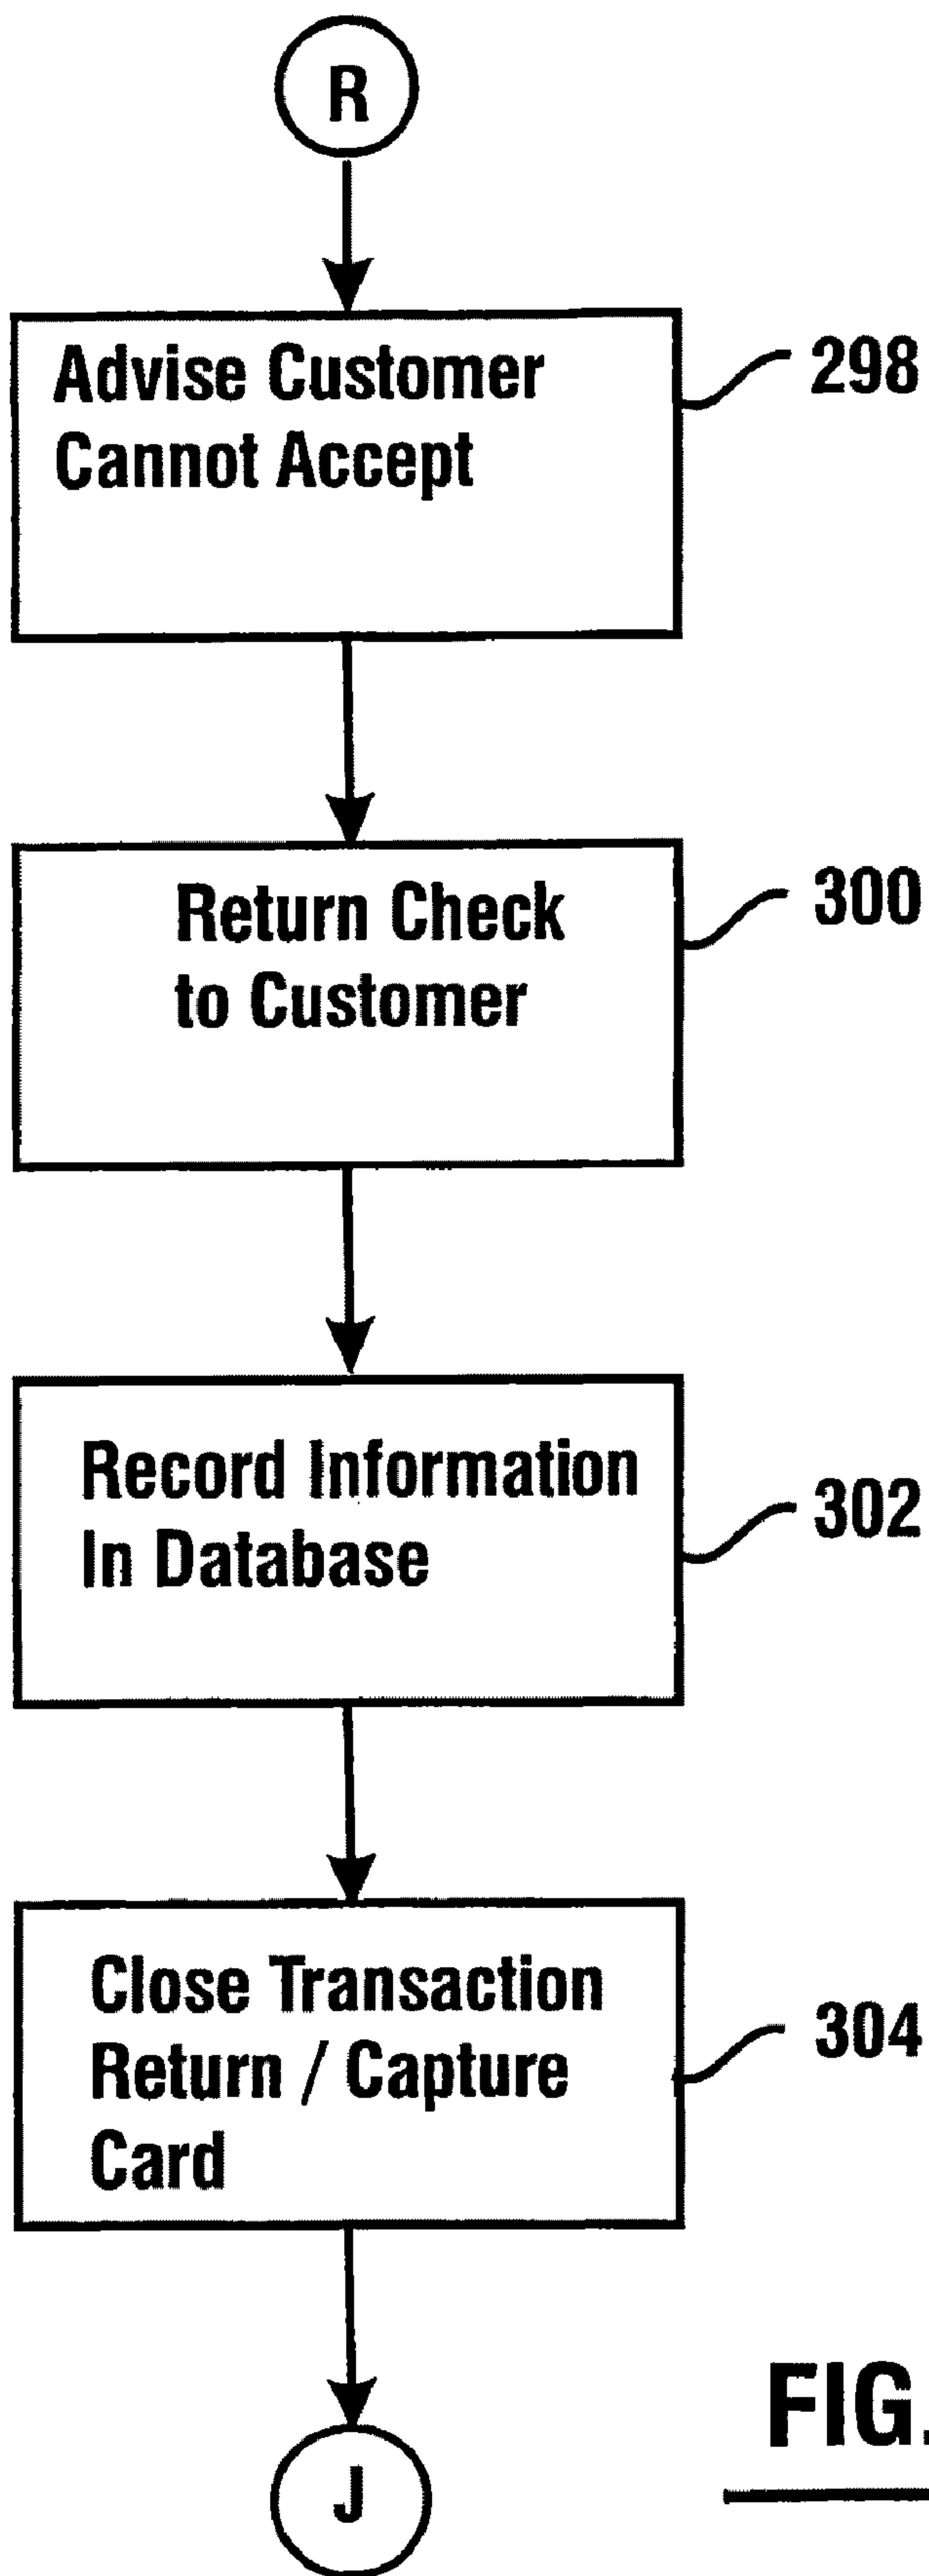 R
Advise Customer
Cannot Accept
298
Return Check
to Customer
300
Record Information
In Database
302
Close Transaction
Return / Capture
Card
304
FIG.
J